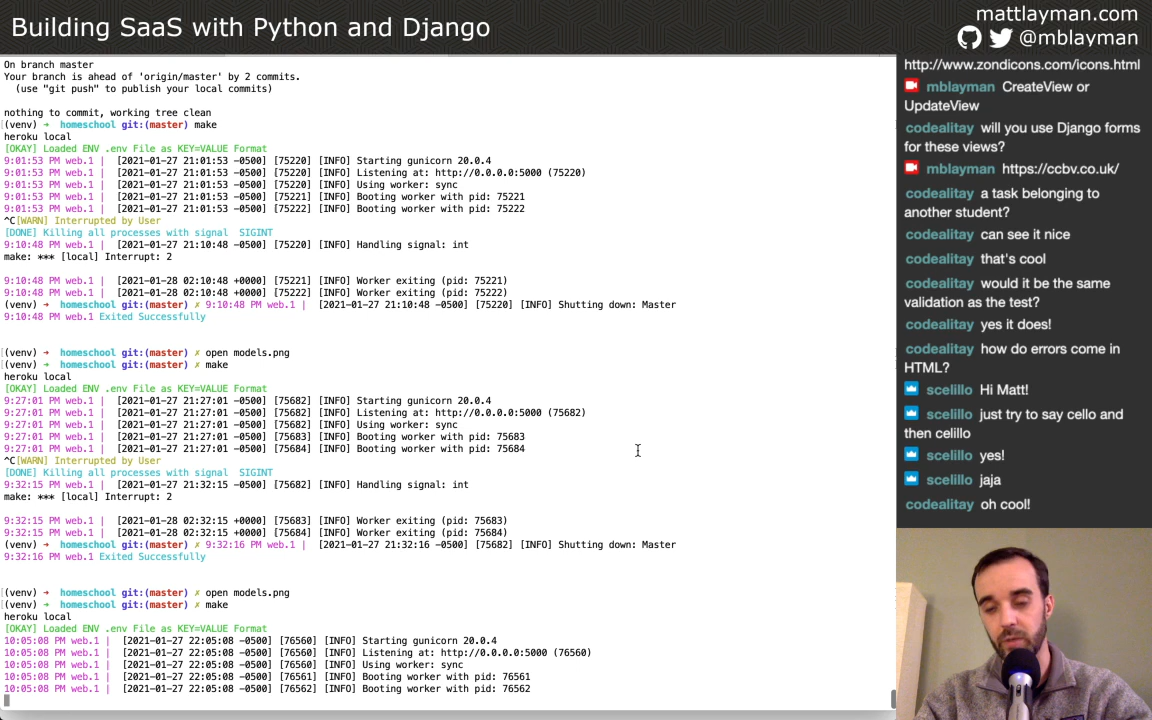 Building SaaS with Python and Django
mattlayman.com
@mblayman
On branch master
Your branch is ahead of 'origin/master' by 2 commits.
(use "git push" to publish your local commits)
nothing to commit, working tree clean
(venv) → homeschool git:(master) make
heroku local
[OKAY] Loaded ENV .env File as KEY=VALUE Format
9:01:53 PM web.1 | [2021-01-27 21:01:53 -0500] [75220] [INFO] Starting gunicorn 20.0.4
9:01:53 PM web.1 | [2021-01-27 21:01:53 -0500] [75220] [INFO] Listening at: http://0.0.0.0:5000 (75220)
9:01:53 PM web.1 | [2021-01-27 21:01:53 -0500] [75220] [INFO] Using worker: sync
9:01:53 PM web.1 | [2021-01-27 21:01:53 -0500] [75221] [INFO] Booting worker with pid: 75221
9:01:53 PM web.1 | [2021-01-27 21:01:53 -0500] [75222] [INFO] Booting worker with pid: 75222
^C[WARN] Interrupted by User
[DONE] Killing all processes with signal SIGINT
9:10:48 PM web.1 | [2021-01-27 21:10:48 -0500] [75220] [INFO] Handling signal: int
make: *** [local] Interrupt: 2
9:10:48 PM web.1 | [2021-01-28 02:10:48 +0000] [75221] [INFO] Worker exiting (pid: 75221)
9:10:48 PM web.1 | [2021-01-28 02:10:48 +0000] [75222] [INFO] Worker exiting (pid: 75222)
(venv) → homeschool git:(master) ✗ 9:10:48 PM web.1 | [2021-01-27 21:10:48 -0500] [75220] [INFO] Shutting down: Master
9:10:48 PM web.1 Exited Successfully
(venv) → homeschool git:(master) ✗ open models.png
(venv) → homeschool git:(master) ✗ make
heroku local
[OKAY] Loaded ENV .env File as KEY=VALUE Format
9:27:01 PM web.1 | [2021-01-27 21:27:01 -0500] [75682] [INFO] Starting gunicorn 20.0.4
9:27:01 PM web.1 | [2021-01-27 21:27:01 -0500] [75682] [INFO] Listening at: http://0.0.0.0:5000 (75682)
9:27:01 PM web.1 | [2021-01-27 21:27:01 -0500] [75682] [INFO] Using worker: sync
9:27:01 PM web.1 | [2021-01-27 21:27:01 -0500] [75683] [INFO] Booting worker with pid: 75683
9:27:01 PM web.1 | [2021-01-27 21:27:01 -0500] [75684] [INFO] Booting worker with pid: 75684
^C[WARN] Interrupted by User
[DONE] Killing all processes with signal SIGINT
9:32:15 PM web.1 | [2021-01-27 21:32:15 -0500] [75682] [INFO] Handling signal: int
make: *** [local] Interrupt: 2
9:32:15 PM web.1 | [2021-01-28 02:32:15 +0000] [75683] [INFO] Worker exiting (pid: 75683)
9:32:15 PM web.1 | [2021-01-28 02:32:15 +0000] [75684] [INFO] Worker exiting (pid: 75684)
(venv) → homeschool git:(master) ✗ 9:32:16 PM web.1 | [2021-01-27 21:32:16 -0500] [75682] [INFO] Shutting down: Master
9:32:16 PM web.1 Exited Successfully
(venv) → homeschool git:(master) ✗ open models.png
(venv) → homeschool git:(master) ✗ make
heroku local
[OKAY] Loaded ENV .env File as KEY=VALUE Format
10:05:08 PM web.1 | [2021-01-27 22:05:08 -0500] [76560] [INFO] Starting gunicorn 20.0.4
10:05:08 PM web.1 | [2021-01-27 22:05:08 -0500] [76560] [INFO] Listening at: http://0.0.0.0:5000 (76560)
10:05:08 PM web.1 | [2021-01-27 22:05:08 -0500] [76560] [INFO] Using worker: sync
10:05:08 PM web.1 | [2021-01-27 22:05:08 -0500] [76561] [INFO] Booting worker with pid: 76561
10:05:08 PM web.1 | [2021-01-27 22:05:08 -0500] [76562] [INFO] Booting worker with pid: 76562
http://www.zondicons.com/icons.html
mblayman CreateView or
UpdateView
codealitay will you use Django forms
for these views?
mblayman https://ccbv.co.uk/
codealitay a task belonging to
another student?
codealitay can see it nice
codealitay that's cool
codealitay would it be the same
validation as the test?
codealitay yes it does!
codealitay how do errors come in
HTML?
scelillo Hi Matt!
scelillo just try to say cello and
then celillo
scelillo yes!
scelillo jaja
codealitay oh cool!